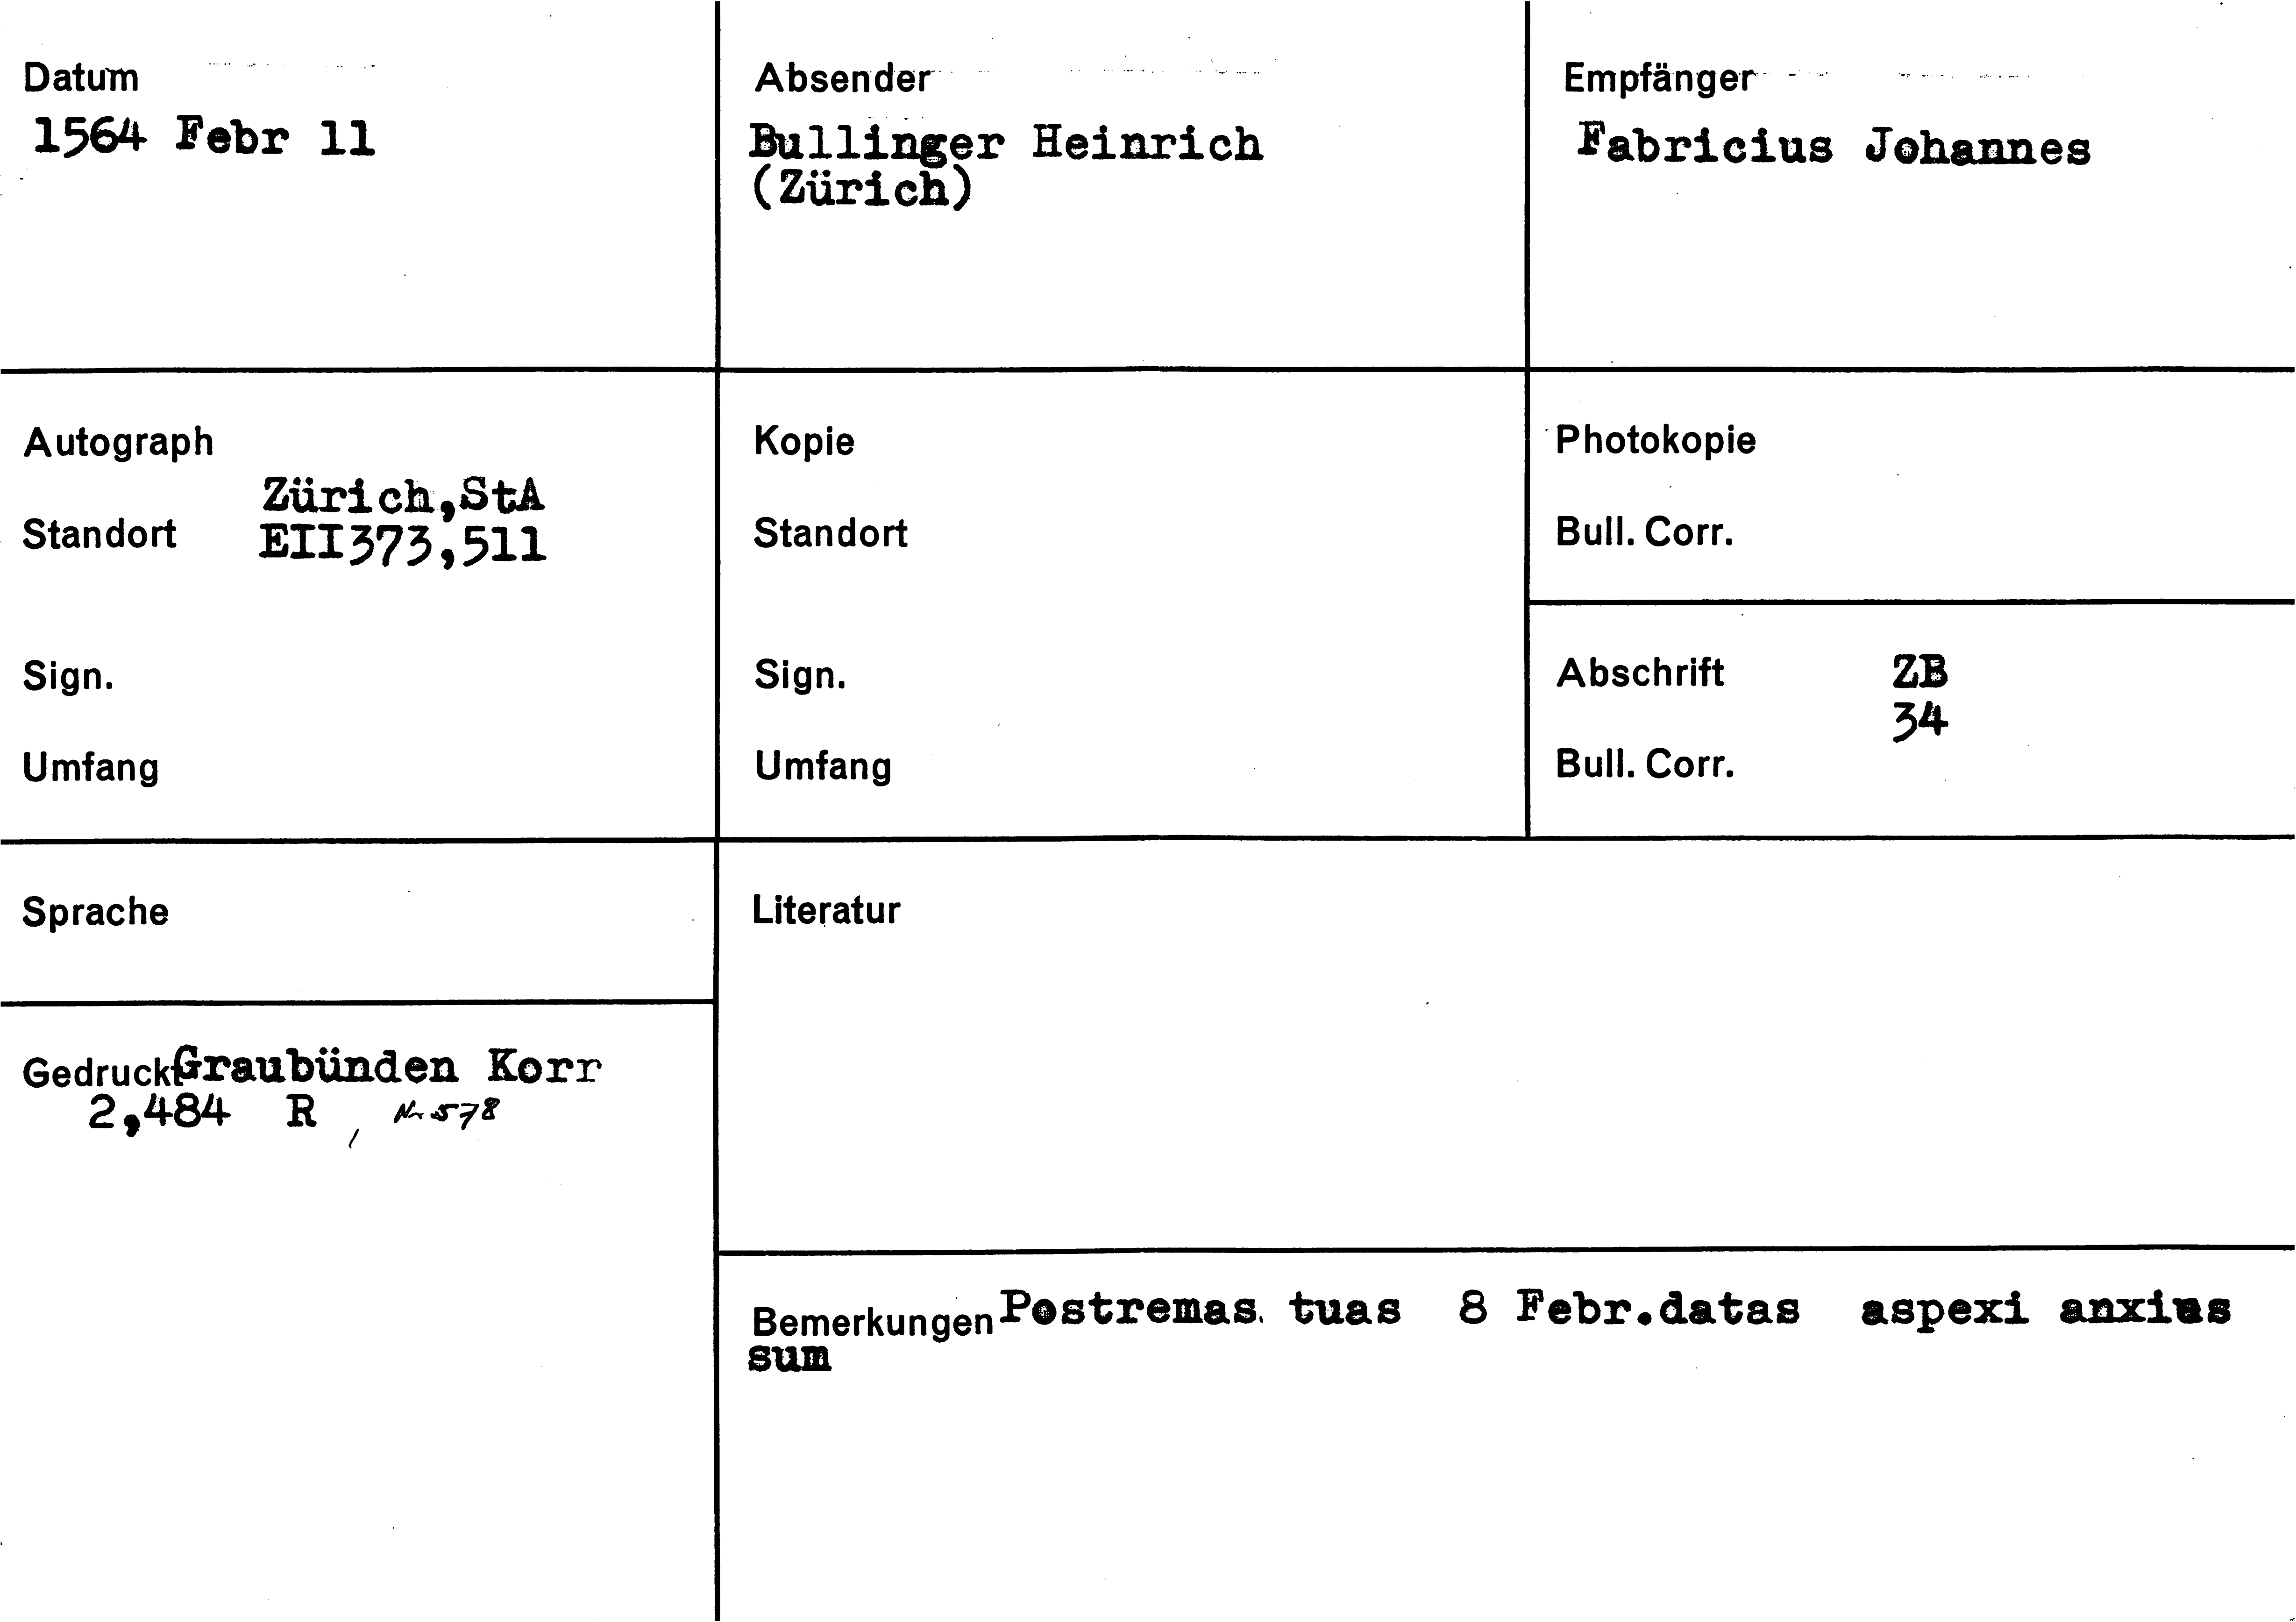 Datum
1564 Febr 11
Absender
Bullinger Heinrich
(Zürich)
Empfänger
Fabricius Johannes
Autograph
Zürich,StA
Standort EII373,511
Sign.
Umfang
Kopie
Standort
Sign.
Umfang
Photokopie
Bull. Corr.
Abschrift ZB
34
Bull. Corr.
Sprache
Literatur
Gedruckt Graubünden Korr
2,484 R , Nr 578
Bemerkungen Postremas tuas 8 Febr.datas aspexi anxius
sum